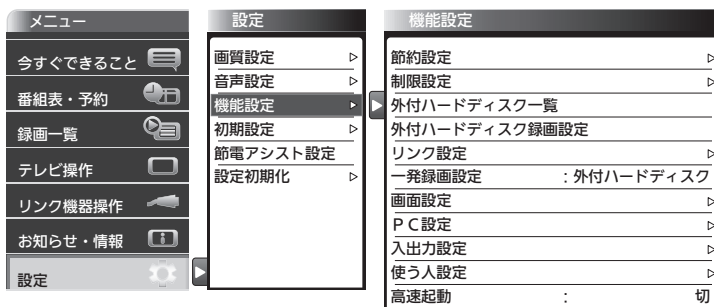 メニュー
今すぐできること
番組表・予約
録画一覧
テレビ操作
リンク機器操作
お知らせ・情報
設定
設定
画質設定
音声設定
機能設定
初期設定
節電アシスト設定
設定初期化
機能設定
節約設定
制限設定
外付ハードディスク一覧
外付ハードディスク録画設定
リンク設定
一発録画設定 : 外付ハードディスク
画面設定
PC設定
入出力設定
使う人設定
高速起動 : 切